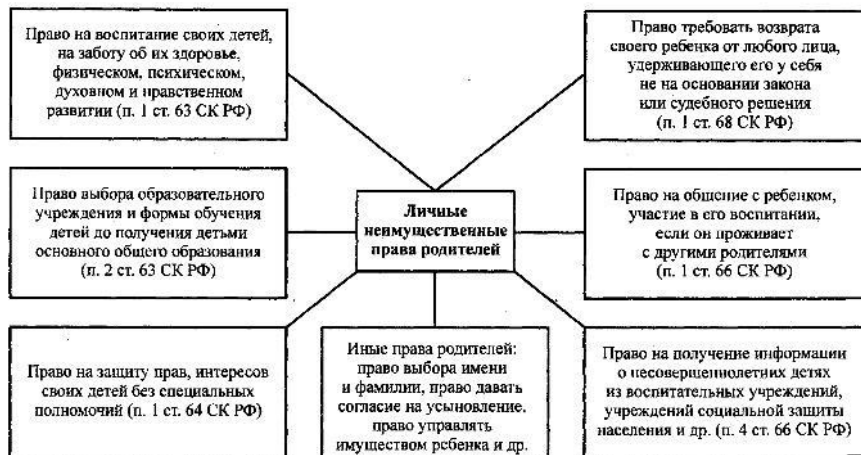 Право на воспитание своих детей,
на заботу об их здоровье,
физическом, психическом,
духовном и нравственном
развитии (п. 1 ст. 63 СК РФ)
Право требовать возврата
своего ребенка от любого лица,
удерживающего его у себя
не на основании закона
или судебного решения
(п. 1 ст. 68 СК РФ)
Право выбора образовательного
учреждения и формы обучения
детей до получения детьми
основного общего образования
(п. 2 ст. 63 СК РФ)
Личные
неимущественные
права родителей
Право на общение с ребенком,
участие в его воспитании,
если он проживает
с другими родителями
(п. 1 ст. 66 СК РФ)
Право на защиту прав, интересов
своих детей без специальных
полномочий (п. 1 ст. 64 СК РФ)
Иные права родителей:
право выбора имени
и фамилии, право давать
согласие на усыновление.
право управлять
имуществом ребенка и др.
Право на получение информации
о несовершеннолетних детях
из воспитательных учреждений,
учреждений социальной защиты
населения и др. (п. 4 ст. 66 СК РФ)